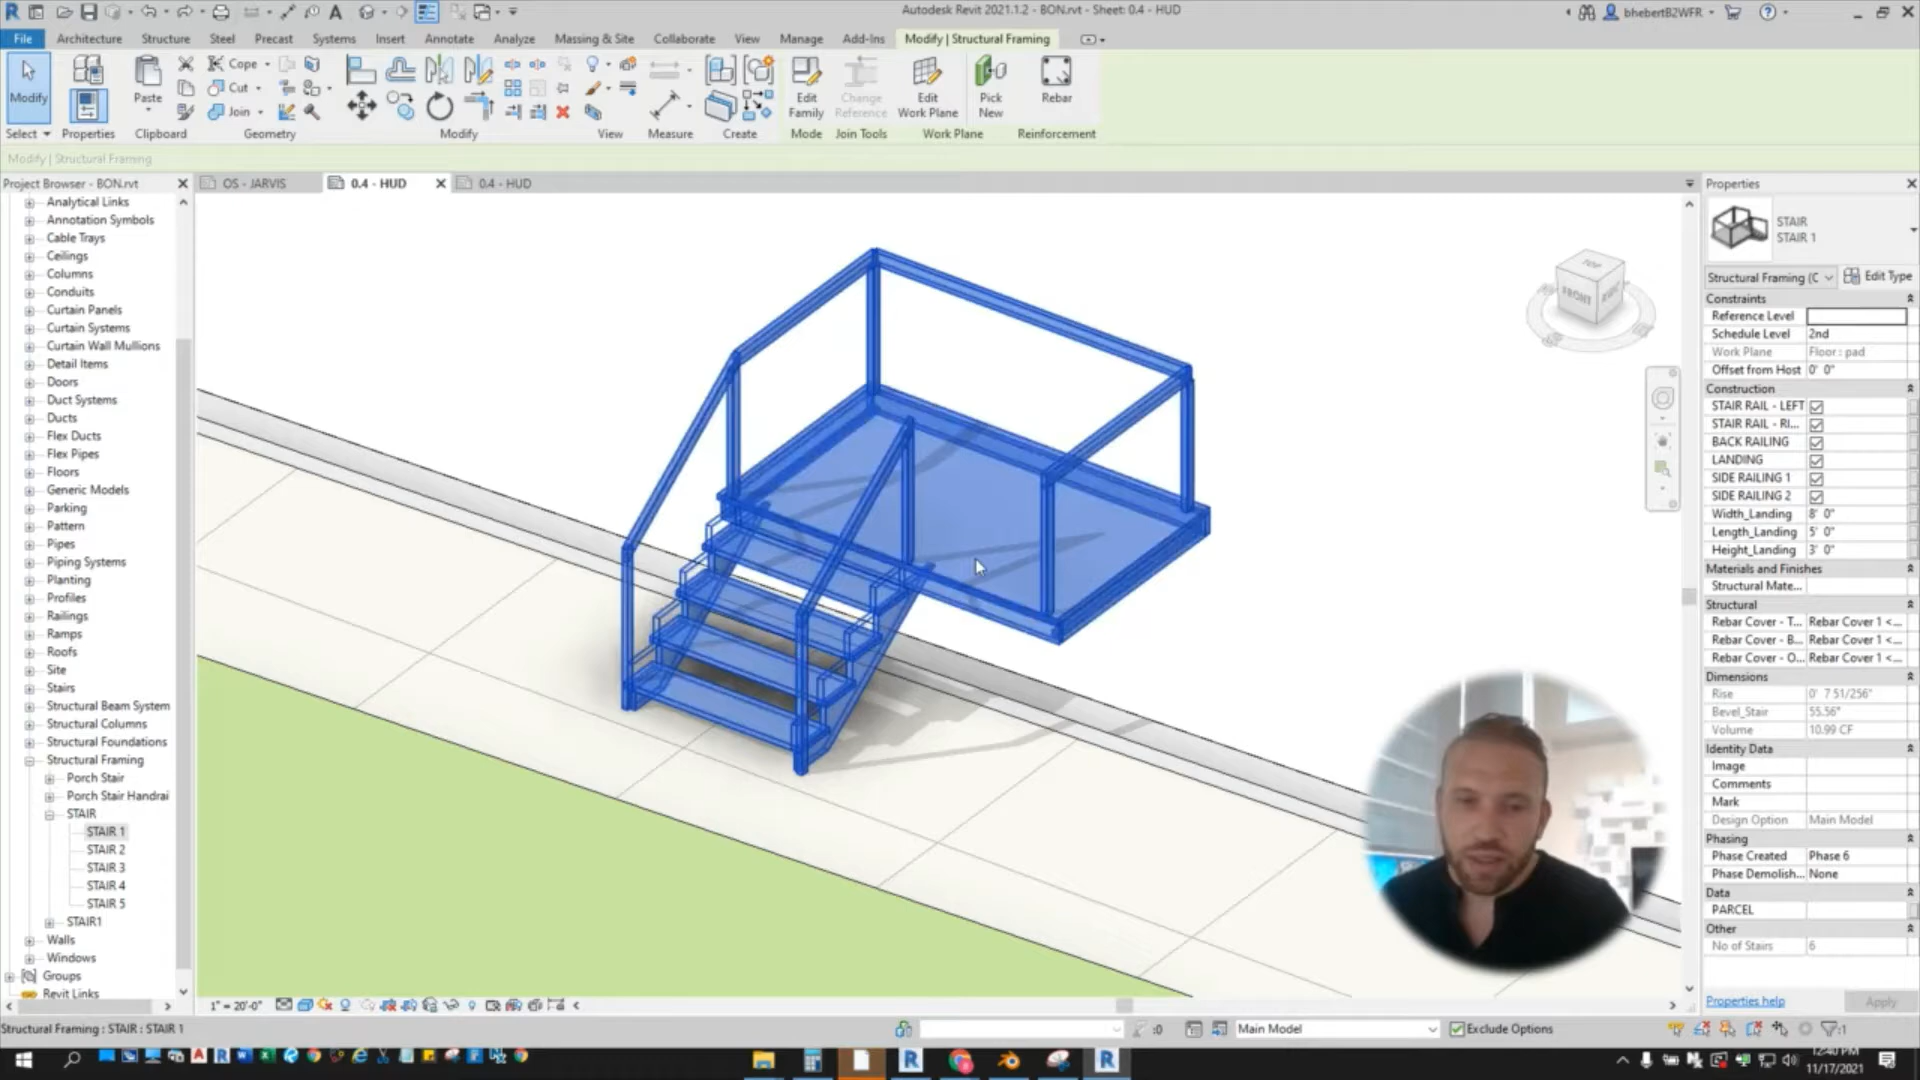 Autodesk Revit 2021.1.2 - BON.rvt - Sheet: 0.4 - HUD
bhebertB2WFR
File
Architecture
Structure
Steel
Precast
Systems
Insert
Annotate
Analyze
Massing & Site
Collaborate
View
Manage
Add-Ins
Modify | Structural Framing
Modify
Paste
Cope
Cut
Join
Edit
Family
Change
Reference
Edit
Work Plane
Pick
New
Rebar
Select
Properties
Clipboard
Geometry
Modify
View
Measure
Create
Mode
Join Tools
Work Plane
Reinforcement
Modify | Structural Framing
Project Browser - BON.rvt
OS - JARVIS
0.4 - HUD
0.4 - HUD
Analytical Links
Annotation Symbols
Cable Trays
Ceilings
Columns
Conduits
Curtain Panels
Curtain Systems
Curtain Wall Mullions
Detail Items
Doors
Duct Systems
Ducts
Flex Ducts
Flex Pipes
Floors
Generic Models
Parking
Pattern
Pipes
Piping Systems
Planting
Profiles
Railings
Ramps
Roofs
Site
Stairs
Structural Beam System
Structural Columns
Structural Foundations
Structural Framing
Porch Stair
Porch Stair Handrai
STAIR
STAIR 1
STAIR 2
STAIR 3
STAIR 4
STAIR 5
STAIR1
Walls
Windows
Groups
Revit Links
TOP
FRONT
Properties
STAIR
STAIR 1
Structural Framing (C
Edit Type
Constraints
Reference Level
Schedule Level 2nd
Work Plane Floor : pad
Offset from Host 0' 0"
Construction
STAIR RAIL - LEFT
STAIR RAIL - RI...
BACK RAILING
LANDING
SIDE RAILING 1
SIDE RAILING 2
Width_Landing 8' 0"
Length_Landing 5' 0"
Height_Landing 3' 0"
Materials and Finishes
Structural Mate...
Structural
Rebar Cover - T... Rebar Cover 1 <...
Rebar Cover - B... Rebar Cover 1 <...
Rebar Cover - O... Rebar Cover 1 <...
Dimensions
Rise 0' 7 51/256"
Bevel_Stair 55.56°
Volume 10.99 CF
Identity Data
Image
Comments
Mark
Design Option Main Model
Phasing
Phase Created Phase 6
Phase Demolish... None
Data
PARCEL
Other
No of Stairs 6
Properties help
Apply
1" = 20'-0"
Structural Framing : STAIR : STAIR 1
:0
Main Model
Exclude Options
:1
12:40 PM
11/17/2021